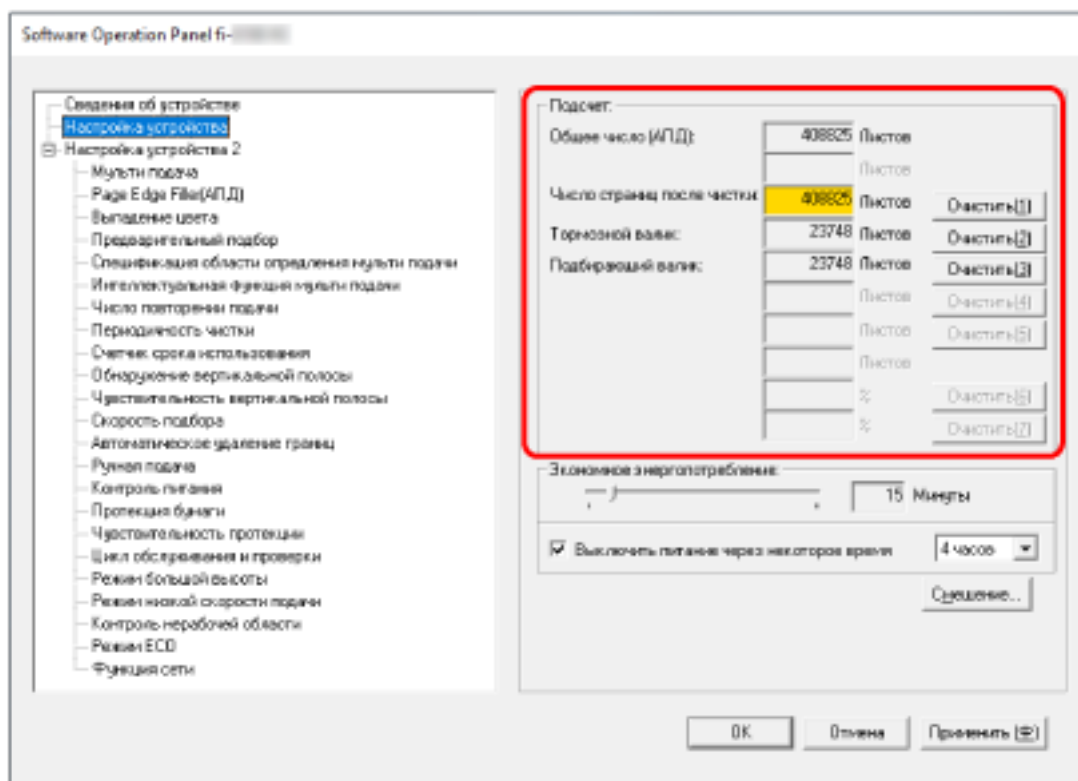 Software Operation Panel fi-
Сведения об устройстве
Настройка устройства
Настройка устройства 2
Мульти подача
Page Edge Filler(АПД)
Выпадение цвета
Предварительный подбор
Спецификация области опредления мульти подачи
Интеллектуальная функция мульти подачи
Число повторении подачи
Периодичность чистки
Счетчик срока использования
Обнаружение вертикальной полосы
Чувствительность вертикальной полосы
Скорость подбора
Автоматическое удаление границ
Ручная подача
Контроль питания
Протекция бумаги
Чувствительность протекции
Цикл обслуживания и проверки
Режим большой высоты
Режим низкой скорости подачи
Контроль нерабочей области
Режим ECO
Функция сети
Подсчет:
Общее число (АПД): 408825 Листов
Листов
Число страниц после чистки: 408825 Листов Очистить(1)
Тормозной валик: 23748 Листов Очистить(2)
Подбирающий валик: 23748 Листов Очистить(3)
Листов Очистить(4)
Листов Очистить(5)
Листов
% Очистить(6)
% Очистить(7)
Экономное энергопотребление:
15 Минуты
Выключить питание через некоторое время 4 часов
Смещение...
OK Отмена Применить (Ф)